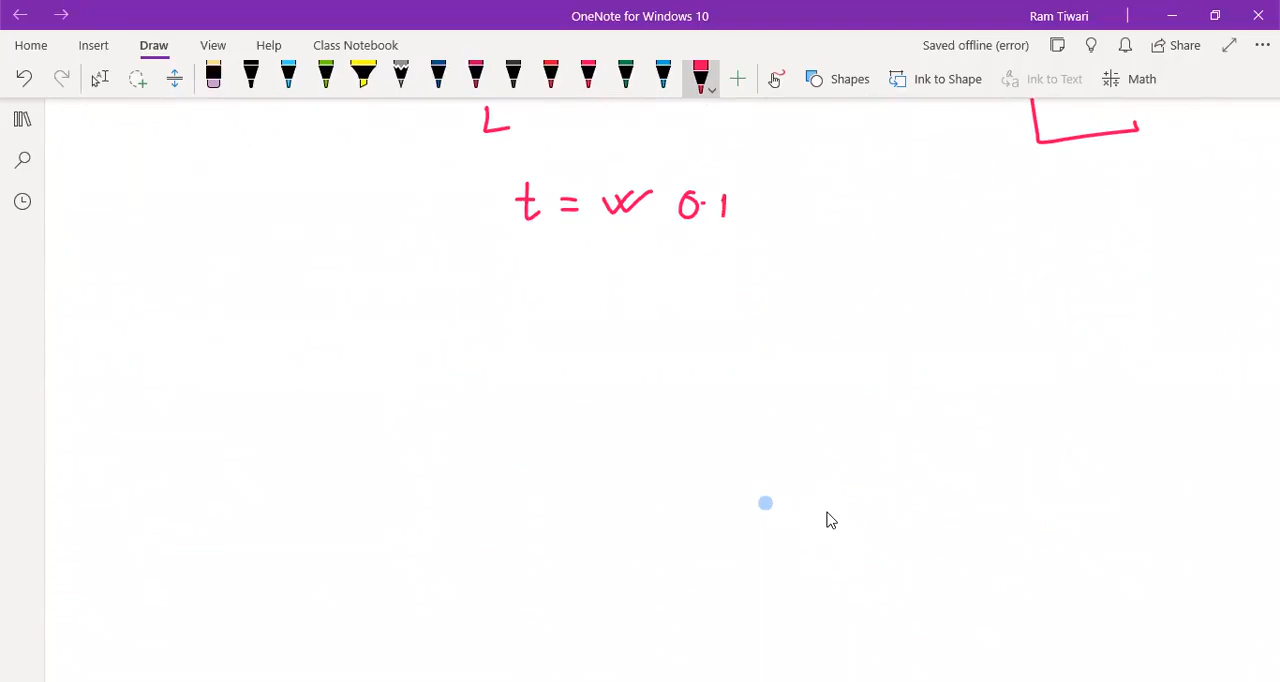 OneNote for Windows 10
Ram Tiwari
Home Insert Draw View Help Class Notebook
Saved offline (error)
Share
Shapes
Ink to Shape
Ink to Text
Math
t = w 0.1